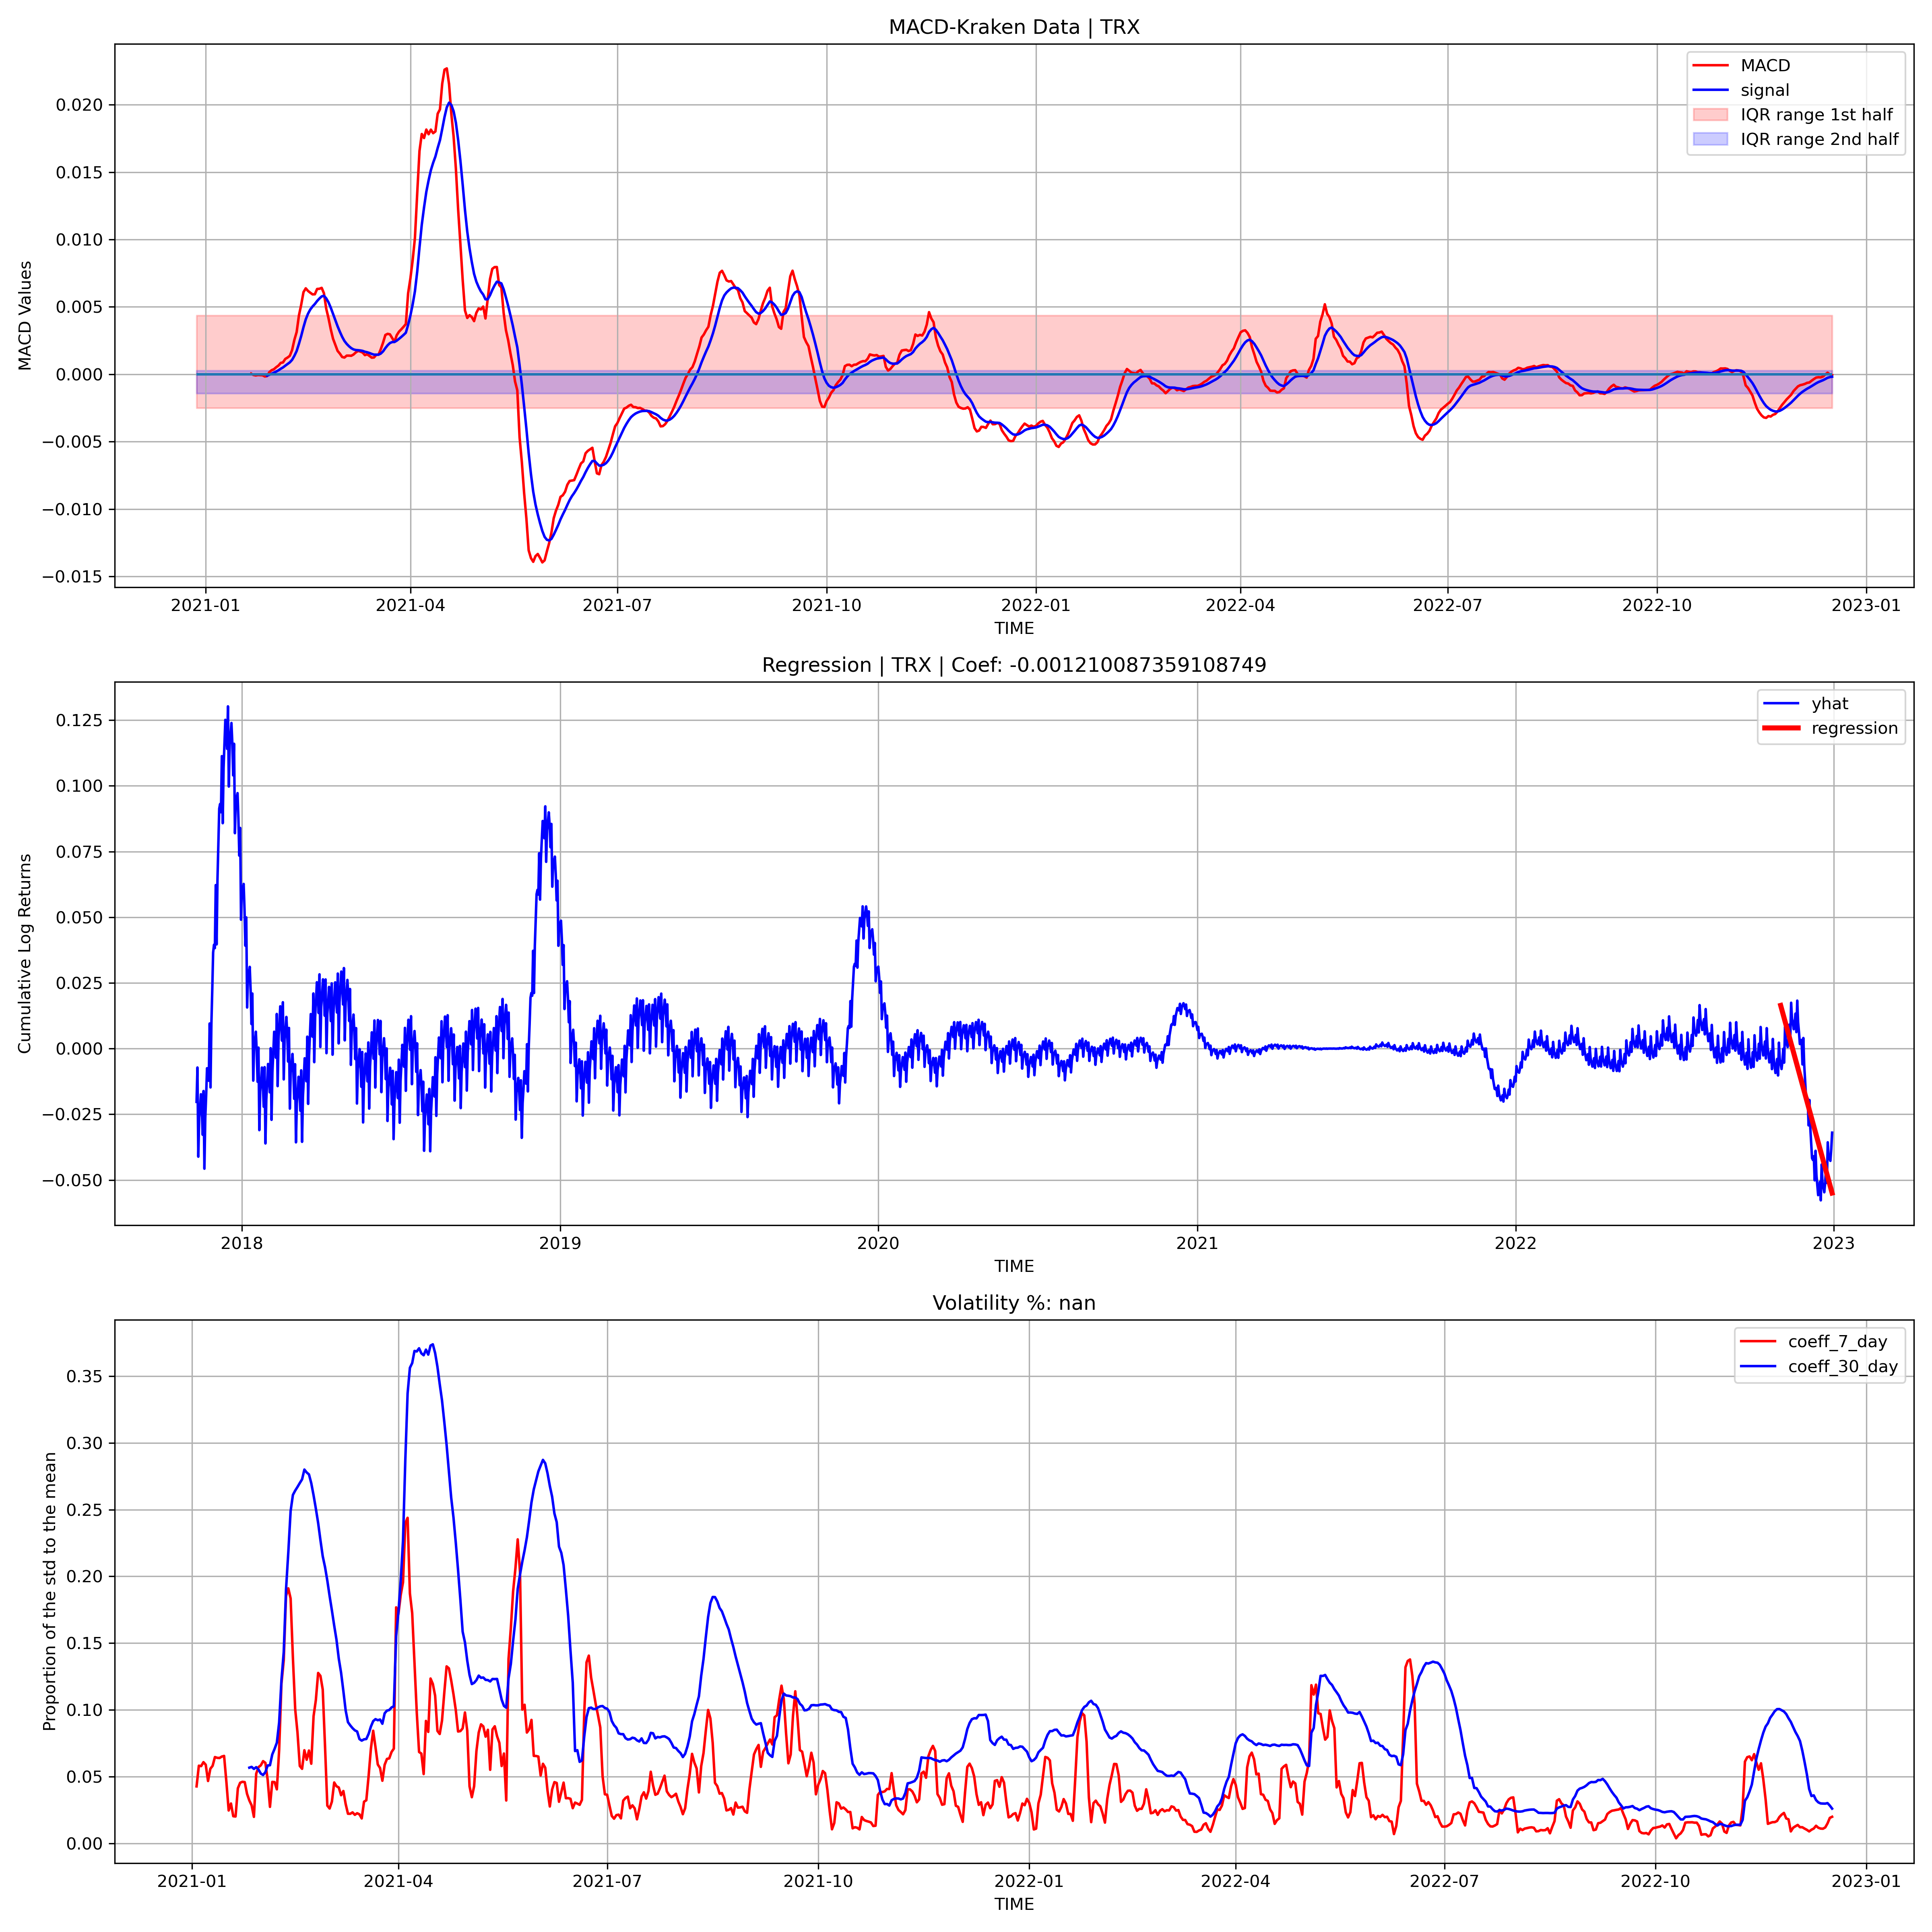 MACD-Kraken Data | TRX
MACD Values
0.020
0.015
0.010
0.005
0.000
−0.005
−0.010
−0.015
MACD
signal
IQR range 1st half
IQR range 2nd half
2021-01
2021-04
2021-07
2021-10
2022-01
2022-04
2022-07
2022-10
2023-01
TIME
Regression | TRX | Coef: -0.001210087359108749
Cumulative Log Returns
0.125
0.100
0.075
0.050
0.025
0.000
−0.025
−0.050
yhat
regression
2018
2019
2020
2021
2022
2023
TIME
Volatility %: nan
Proportion of the std to the mean
0.35
0.30
0.25
0.20
0.15
0.10
0.05
0.00
coeff_7_day
coeff_30_day
2021-01
2021-04
2021-07
2021-10
2022-01
2022-04
2022-07
2022-10
2023-01
TIME